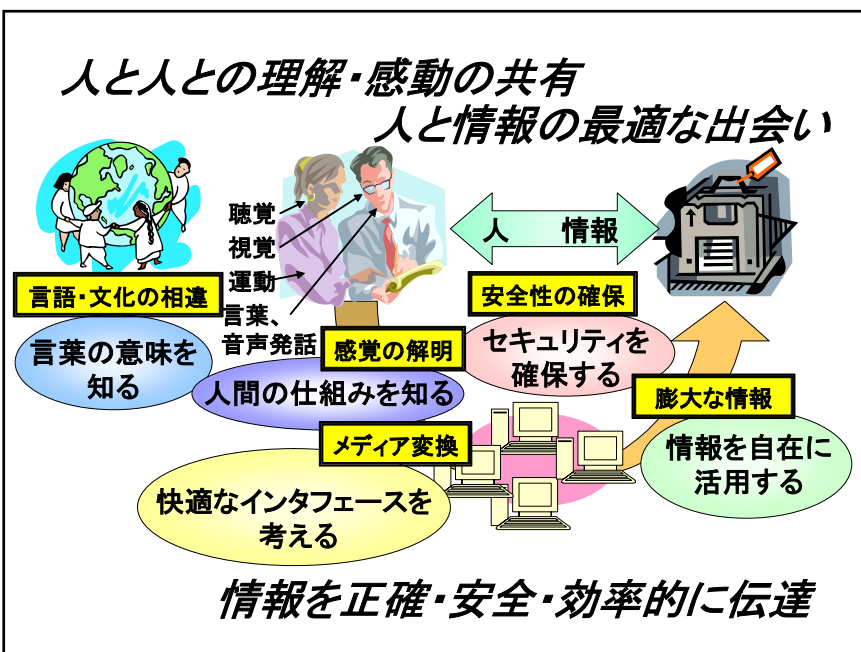 人と人との理解・感動の共有
人と情報の最適な出会い
聴覚
視覚
運動
言葉、
音声発話
人 情報
言語・文化の相違
言葉の意味を
知る
感覚の解明
人間の仕組みを知る
安全性の確保
セキュリティを
確保する
膨大な情報
情報を自在に
活用する
メディア変換
快適なインタフェースを
考える
情報を正確・安全・効率的に伝達